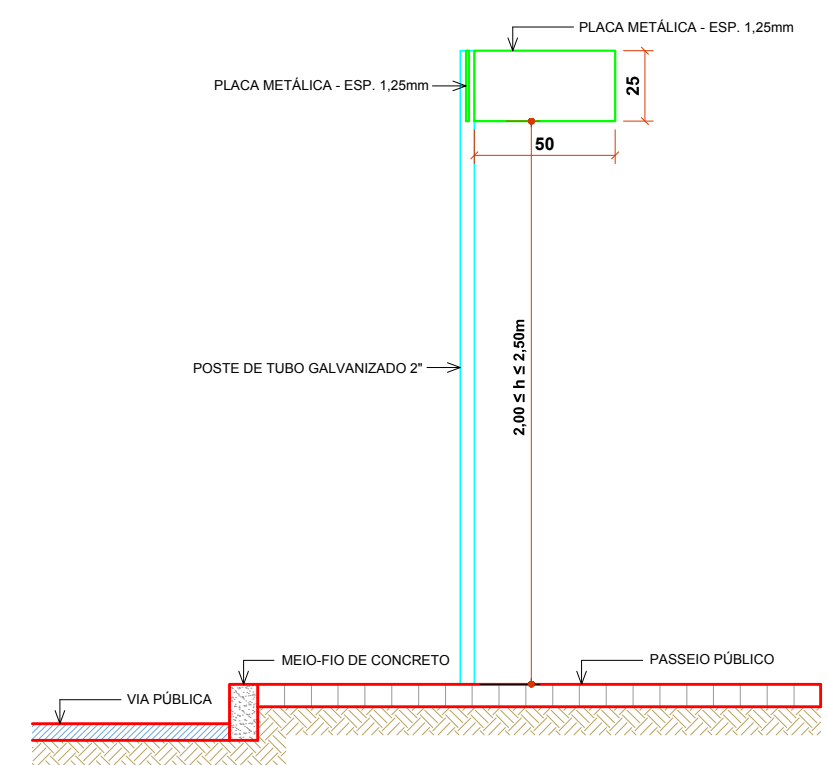 PLACA METÁLICA - ESP. 1,25mm
PLACA METÁLICA - ESP. 1,25mm
25
50
2,00 ≤ h ≤ 2,50m
POSTE DE TUBO GALVANIZADO 2"
MEIO-FIO DE CONCRETO
PASSEIO PÚBLICO
VIA PÚBLICA